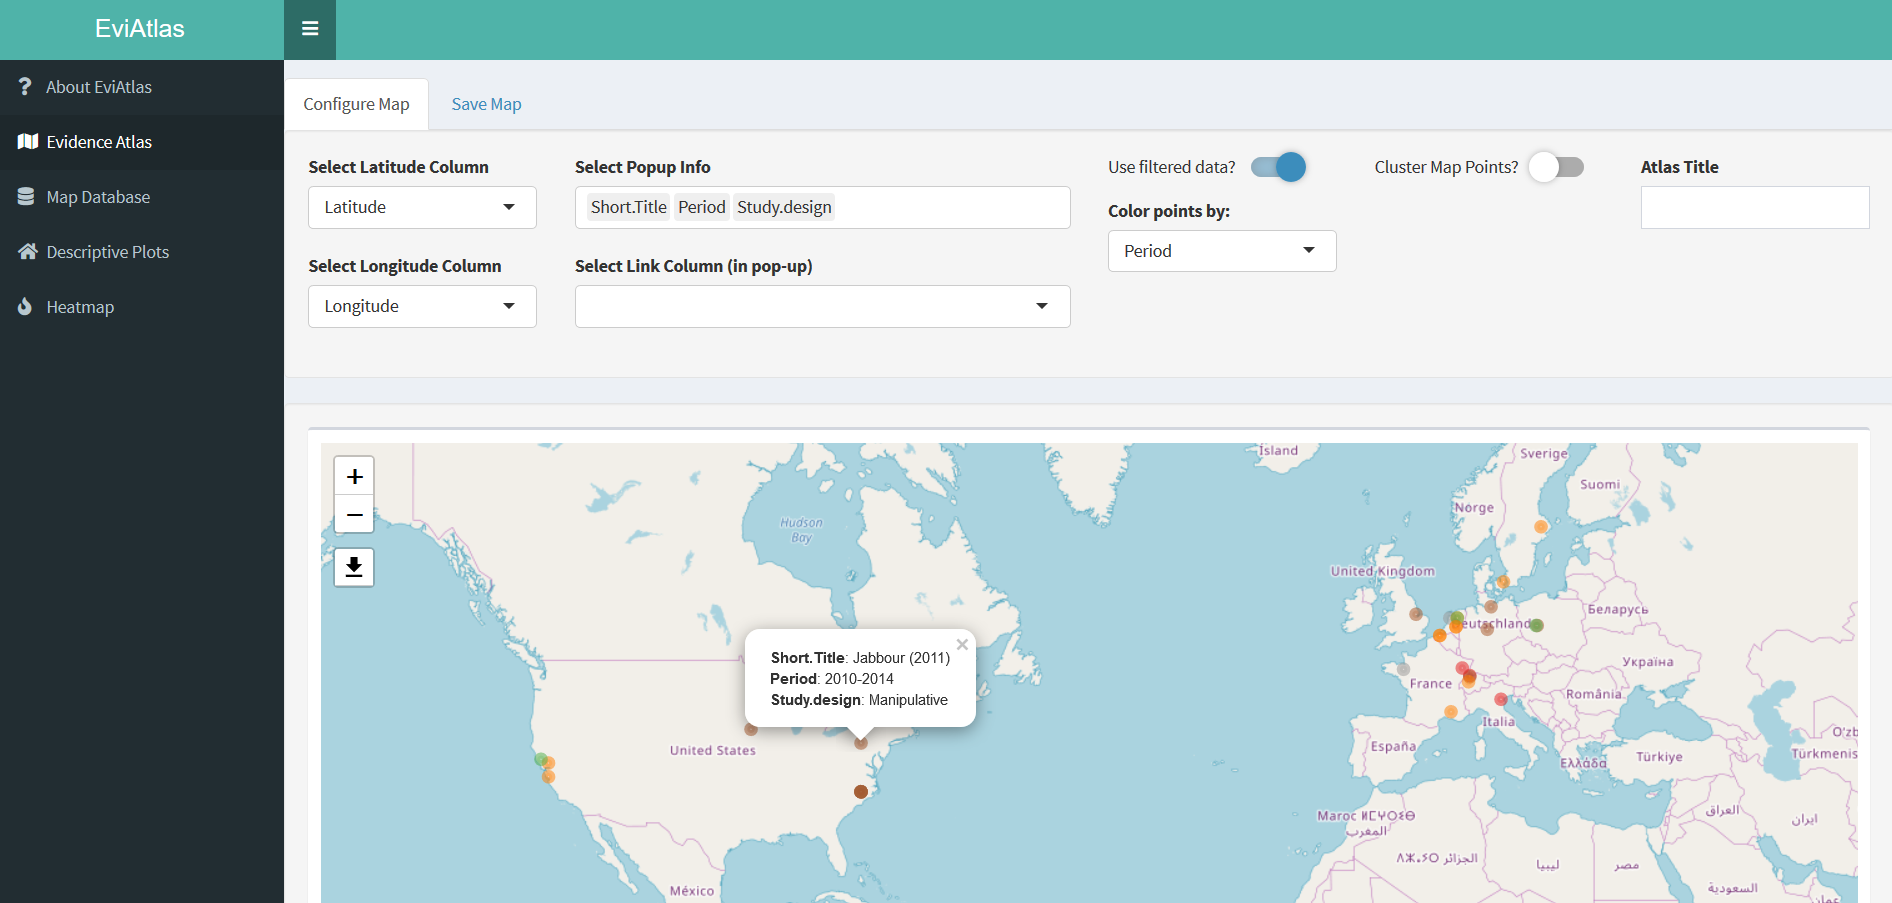 EviAtlas
About EviAtlas
Evidence Atlas
Map Database
Descriptive Plots
Heatmap
Configure Map
Save Map
Select Latitude Column
Latitude
Select Longitude Column
Longitude
Select Popup Info
Short.Title Period Study.design
Select Link Column (in pop-up)
Use filtered data?
Color points by:
Period
Cluster Map Points?
Atlas Title
+
−
Hudson
Bay
Short.Title: Jabbour (2011)
Period: 2010-2014
Study.design: Manipulative
×
United States
México
Ísland
Sverige
Suomi
Norge
United Kingdom
Беларусь
Deutschland
Україна
France
România
Italia
España
Ελλάδα
Türkiye
O'zb
Türkmenis
Maroc ⵍⵎⵖⵔⵉⴱ
المغرب
ⵍⵣⵣⴰⵢⴻⵔ الجزائر
ليبيا
مصر
العراق
ایران
السعودية
عمان